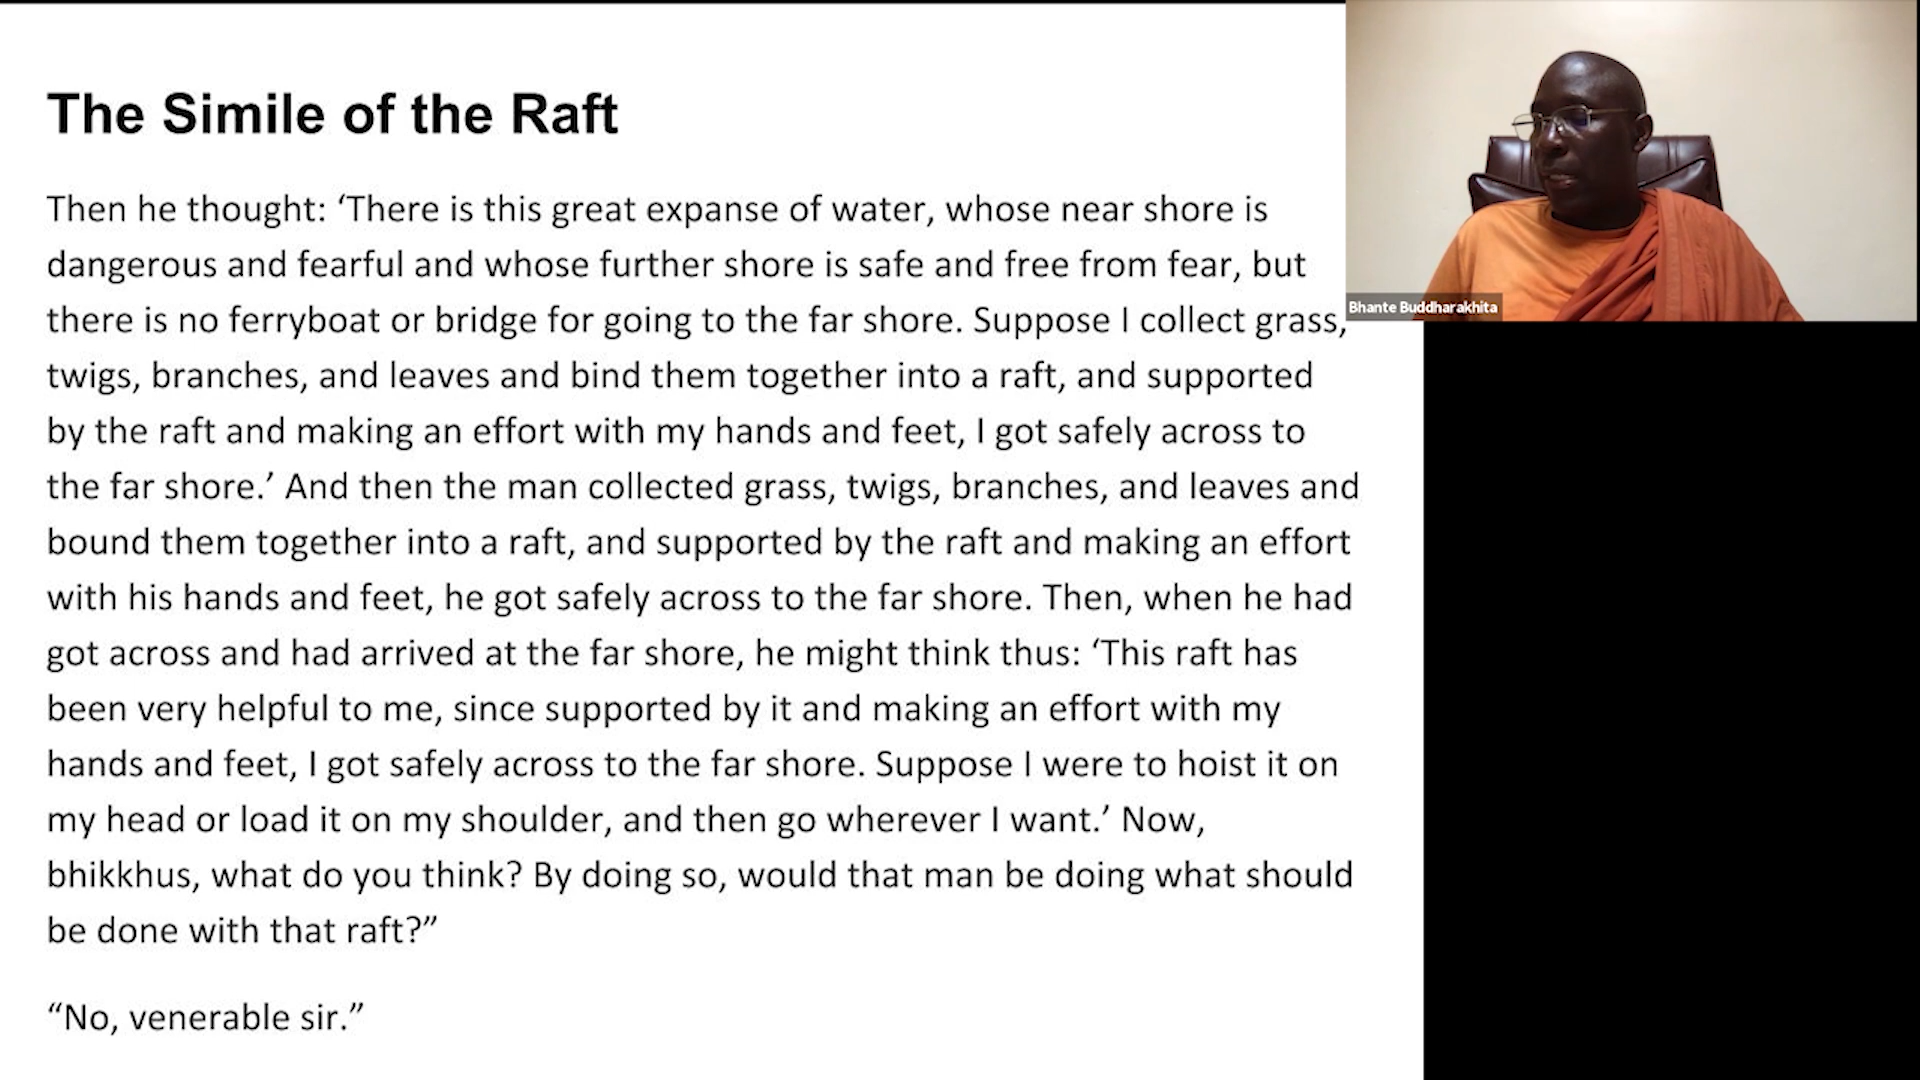 The Simile of the Raft
Then he thought: ‘There is this great expanse of water, whose near shore is
dangerous and fearful and whose further shore is safe and free from fear, but
there is no ferryboat or bridge for going to the far shore. Suppose I collect grass,
twigs, branches, and leaves and bind them together into a raft, and supported
by the raft and making an effort with my hands and feet, I got safely across to
the far shore.’ And then the man collected grass, twigs, branches, and leaves and
bound them together into a raft, and supported by the raft and making an effort
with his hands and feet, he got safely across to the far shore. Then, when he had
got across and had arrived at the far shore, he might think thus: ‘This raft has
been very helpful to me, since supported by it and making an effort with my
hands and feet, I got safely across to the far shore. Suppose I were to hoist it on
my head or load it on my shoulder, and then go wherever I want.’ Now,
bhikkhus, what do you think? By doing so, would that man be doing what should
be done with that raft?”
“No, venerable sir.”
Bhante Buddharakhita